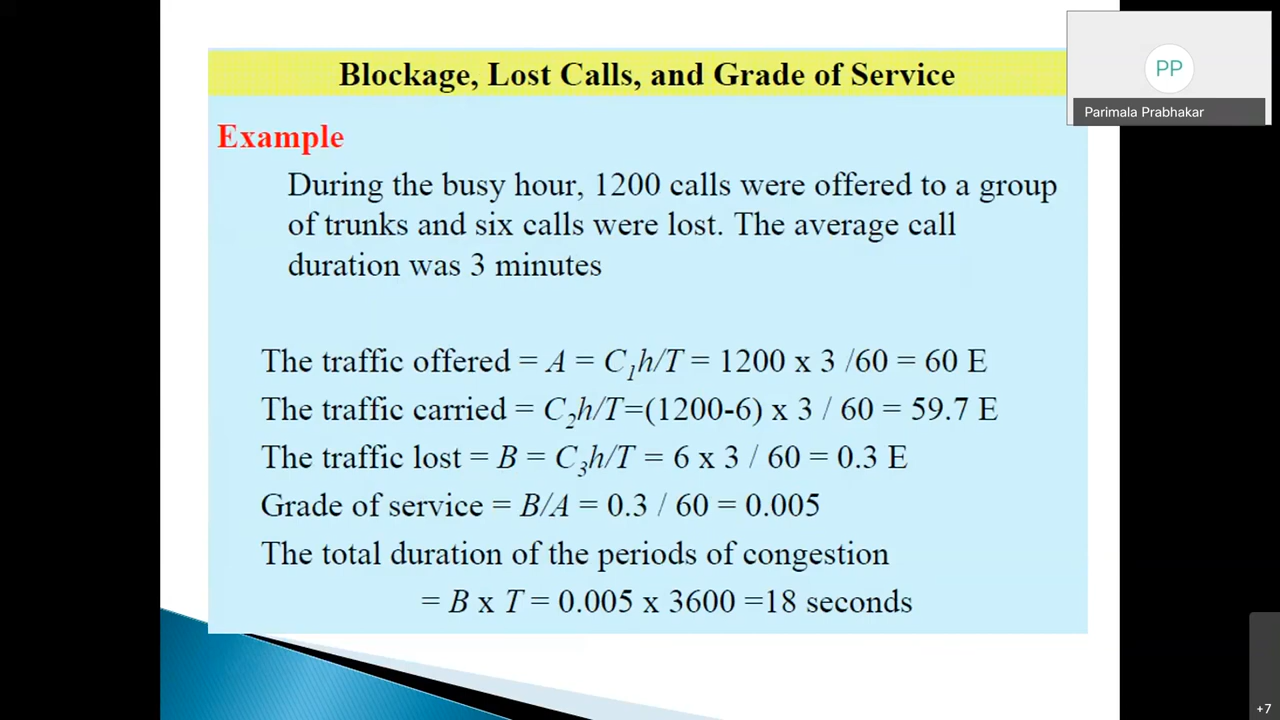 Blockage, Lost Calls, and Grade of Service
PP
Parimala Prabhakar
Example
During the busy hour, 1200 calls were offered to a group
of trunks and six calls were lost. The average call
duration was 3 minutes
The traffic offered = A = C₁h/T = 1200 x 3 /60 = 60 E
The traffic carried = C₂h/T=(1200-6) x 3 / 60 = 59.7 E
The traffic lost = B = C₃h/T = 6 x 3 / 60 = 0.3 E
Grade of service = B/A = 0.3 / 60 = 0.005
The total duration of the periods of congestion
= B x T = 0.005 x 3600 =18 seconds
+7